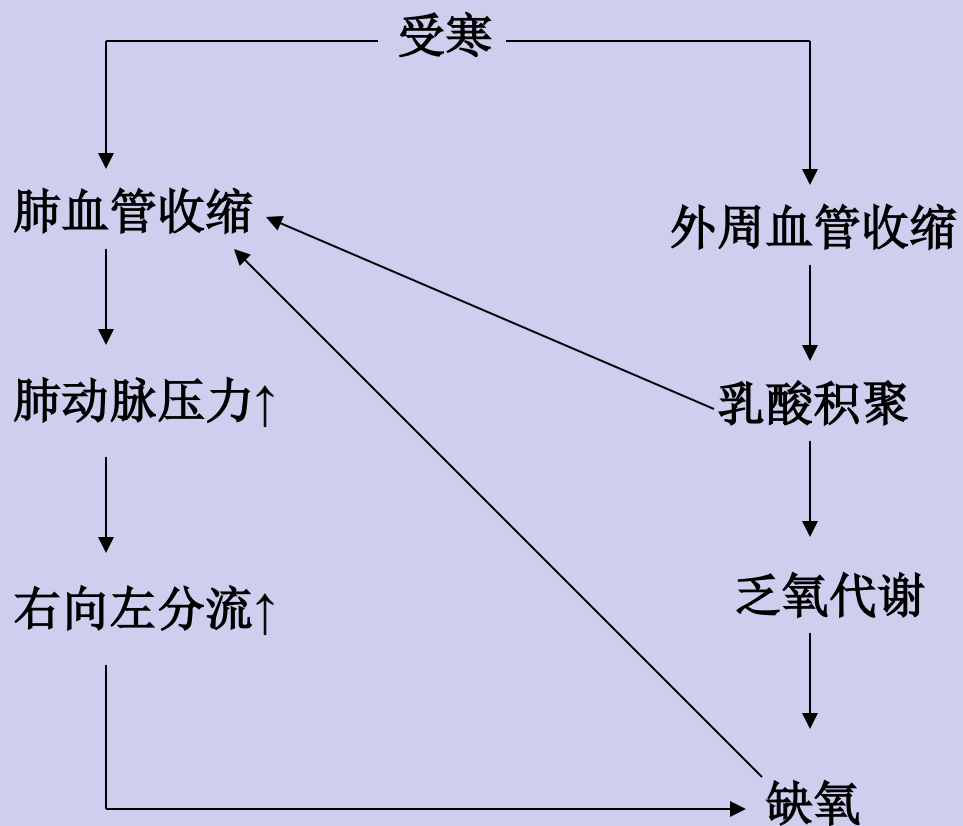 受寒
肺血管收缩
外周血管收缩
肺动脉压力↑
乳酸积聚
右向左分流↑
乏氧代谢
缺氧